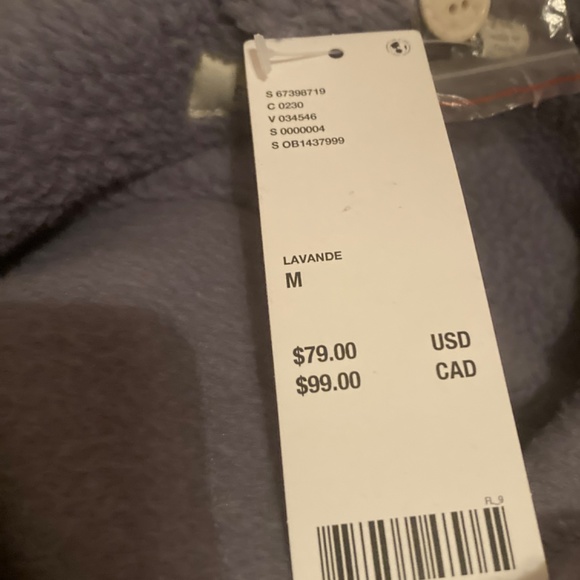 S 67398719
C 0230
V 034546
S 0000004
S OB1437999
LAVANDE
M
$79.00 USD
$99.00 CAD
FL_9